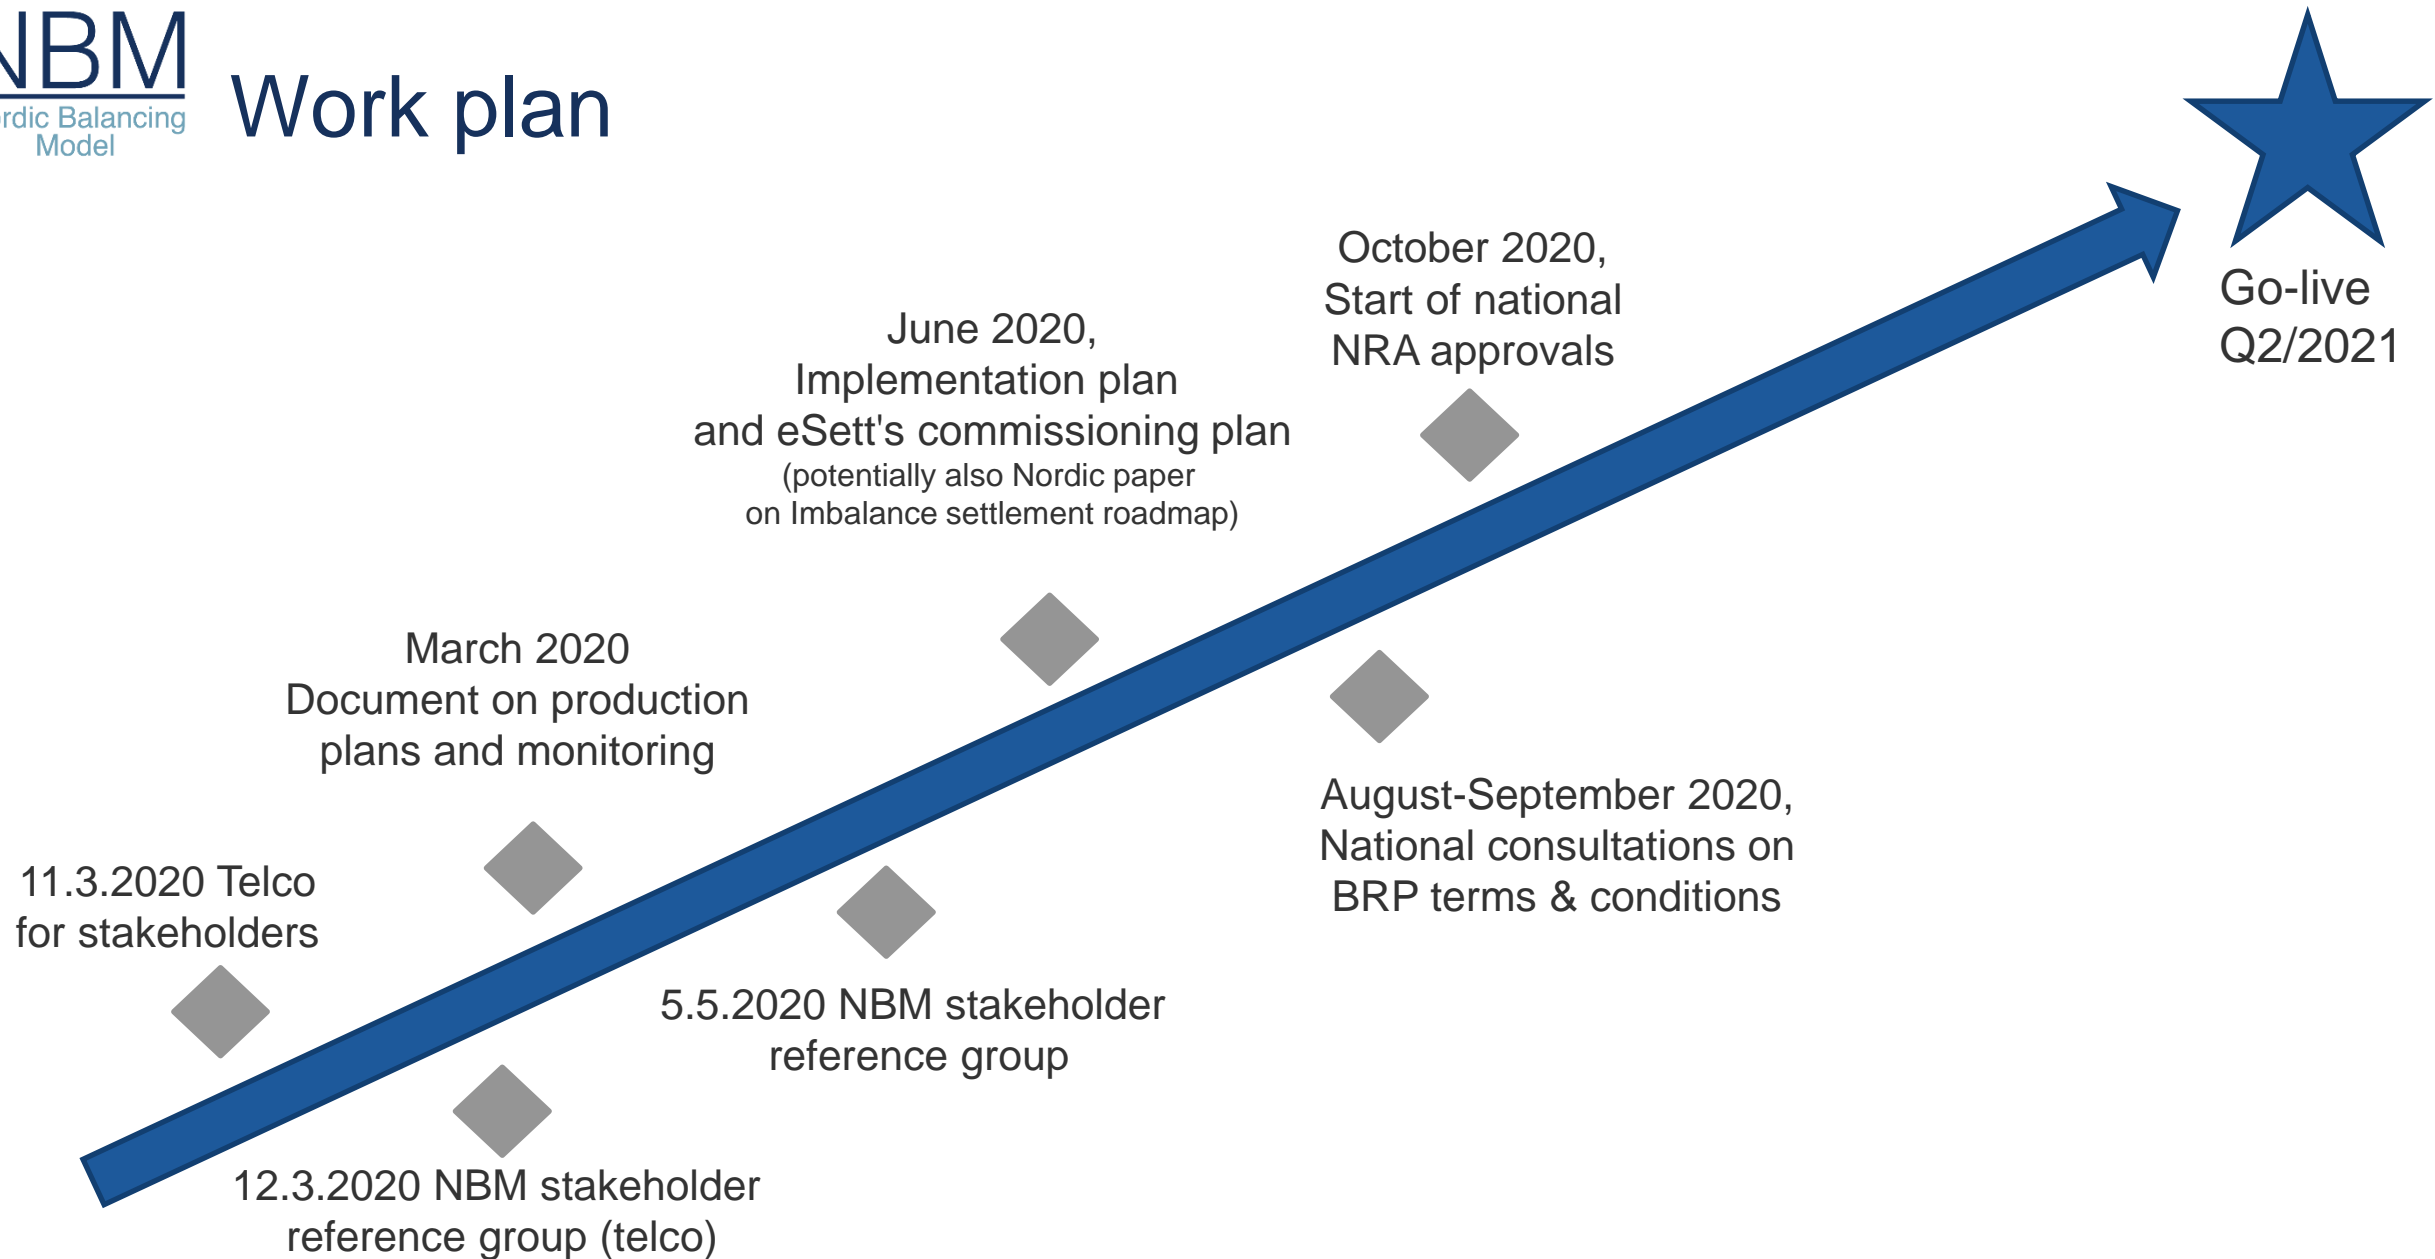 NBM
rdic Balancing
Model
Work plan
Go-live
Q2/2021
October 2020,
Start of national
NRA approvals
June 2020,
Implementation plan
and eSett's commissioning plan
(potentially also Nordic paper
on Imbalance settlement roadmap)
March 2020
Document on production
plans and monitoring
August-September 2020,
National consultations on
BRP terms & conditions
11.3.2020 Telco
for stakeholders
5.5.2020 NBM stakeholder
reference group
12.3.2020 NBM stakeholder
reference group (telco)